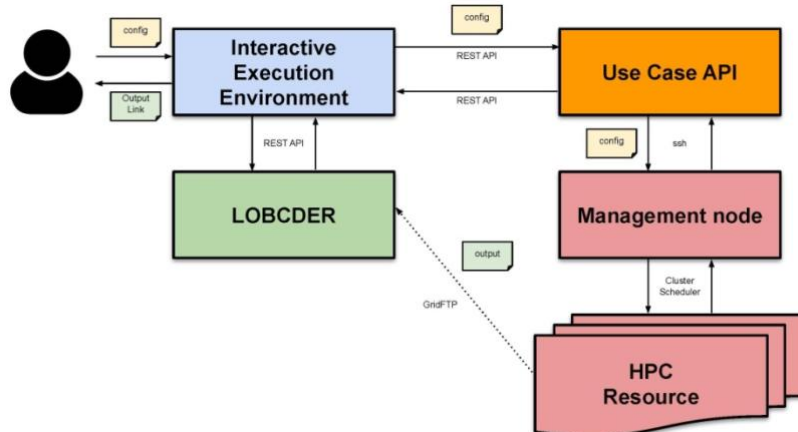 config
Output
Link
Interactive
Execution
Environment
config
REST API
REST API
Use Case API
REST API
config
ssh
LOBCDER
Management node
output
GridFTP
Cluster
Scheduler
HPC
Resource